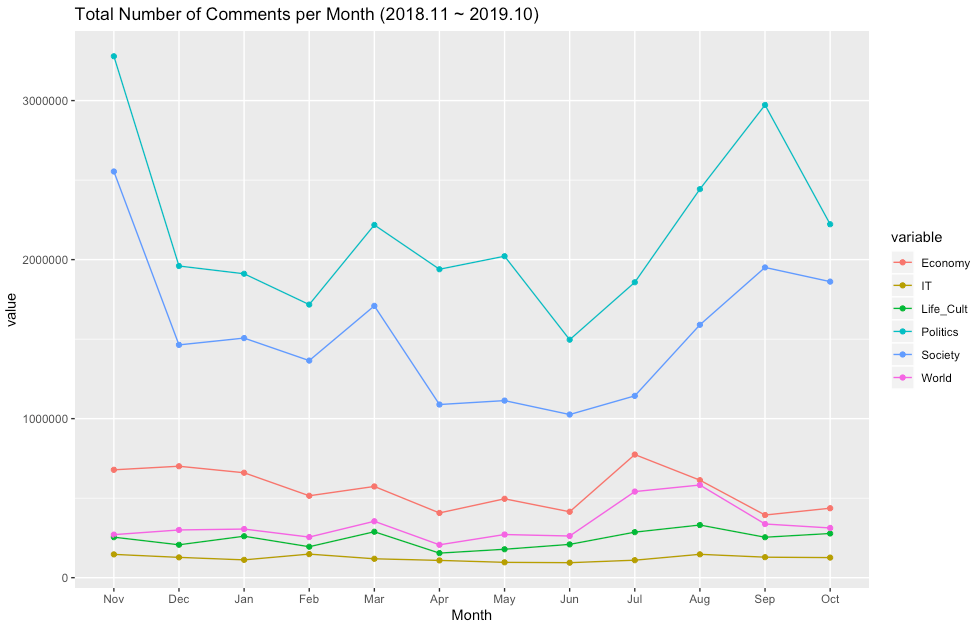 Total Number of Comments per Month (2018.11 ~ 2019.10)
value
3000000
2000000
1000000
0
Nov Dec Jan Feb Mar Apr May Jun Jul Aug Sep Oct
Month
variable
Economy
IT
Life_Cult
Politics
Society
World